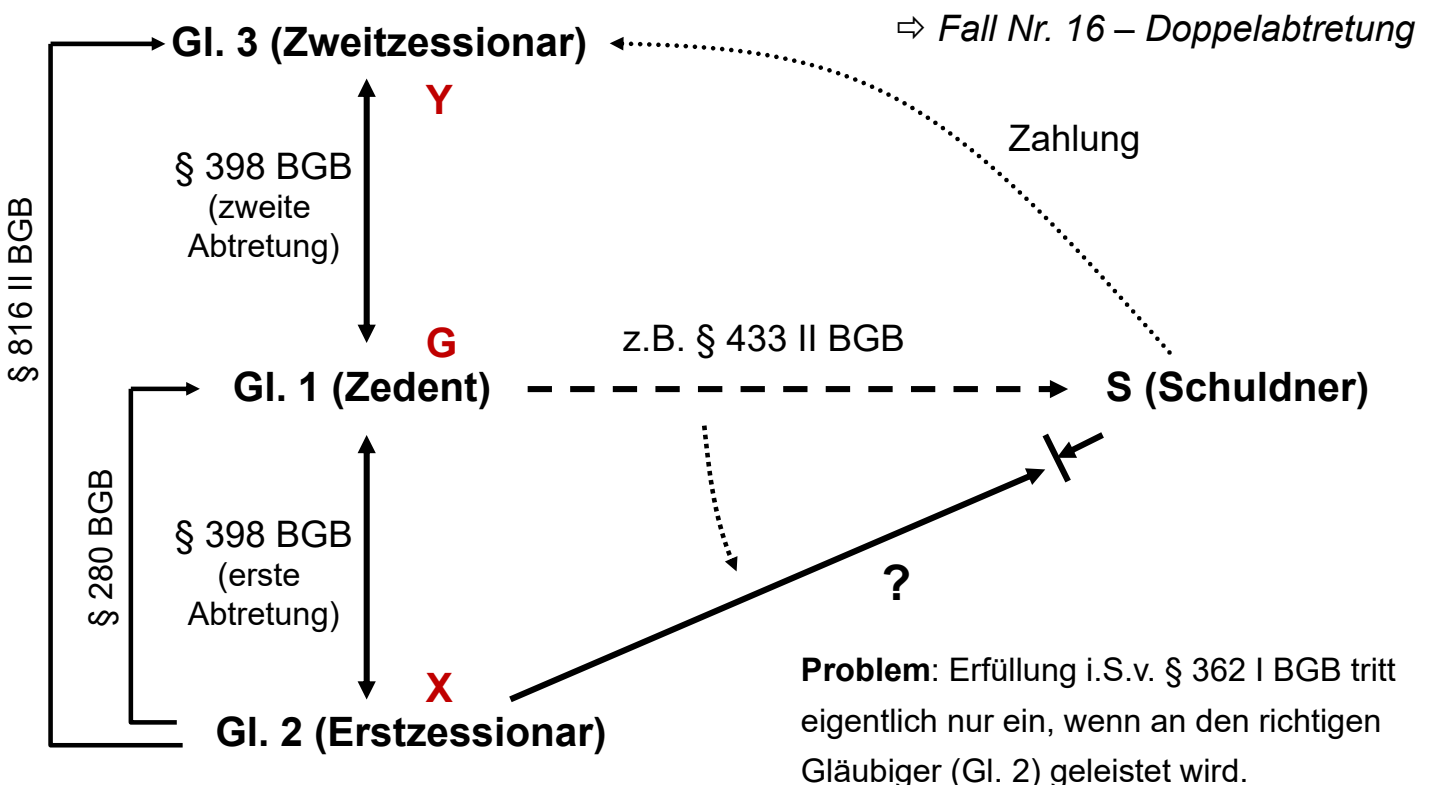 ⇨ Fall Nr. 16 – Doppelabtretung
Gl. 3 (Zweitzessionar)
Y
Zahlung
§ 398 BGB
(zweite
Abtretung)
§ 816 II BGB
G
z.B. § 433 II BGB
Gl. 1 (Zedent)
S (Schuldner)
§ 280 BGB
§ 398 BGB
(erste
Abtretung)
?
X
Gl. 2 (Erstzessionar)
Problem: Erfüllung i.S.v. § 362 I BGB tritt
eigentlich nur ein, wenn an den richtigen
Gläubiger (Gl. 2) geleistet wird.